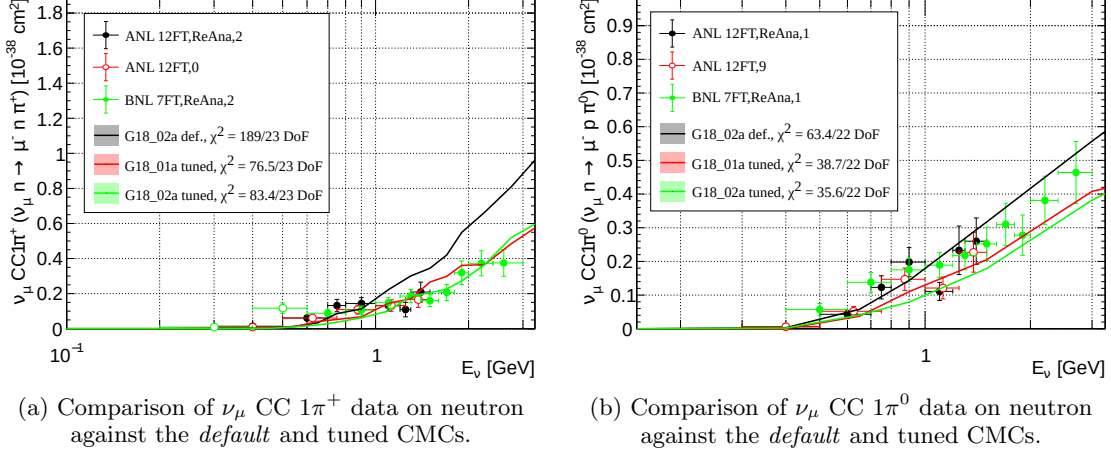 ν_μ CC1π⁺ (ν_μ n → μ⁻ n π⁺) [10⁻³⁸ cm²]
1.8
1.6
1.4
1.2
1
0.8
0.6
0.4
0.2
0
ANL 12FT,ReAna,2
ANL 12FT,0
BNL 7FT,ReAna,2
G18_02a def., χ² = 189/23 DoF
G18_01a tuned, χ² = 76.5/23 DoF
G18_02a tuned, χ² = 83.4/23 DoF
10⁻¹
1
E_ν [GeV]
(a) Comparison of ν_μ CC 1π⁺ data on neutron
against the default and tuned CMCs.
ν_μ CC1π⁰ (ν_μ n → μ⁻ p π⁰) [10⁻³⁸ cm²]
0.9
0.8
0.7
0.6
0.5
0.4
0.3
0.2
0.1
0
ANL 12FT,ReAna,1
ANL 12FT,9
BNL 7FT,ReAna,1
G18_02a def., χ² = 63.4/22 DoF
G18_01a tuned, χ² = 38.7/22 DoF
G18_02a tuned, χ² = 35.6/22 DoF
1
E_ν [GeV]
(b) Comparison of ν_μ CC 1π⁰ data on neutron
against the default and tuned CMCs.